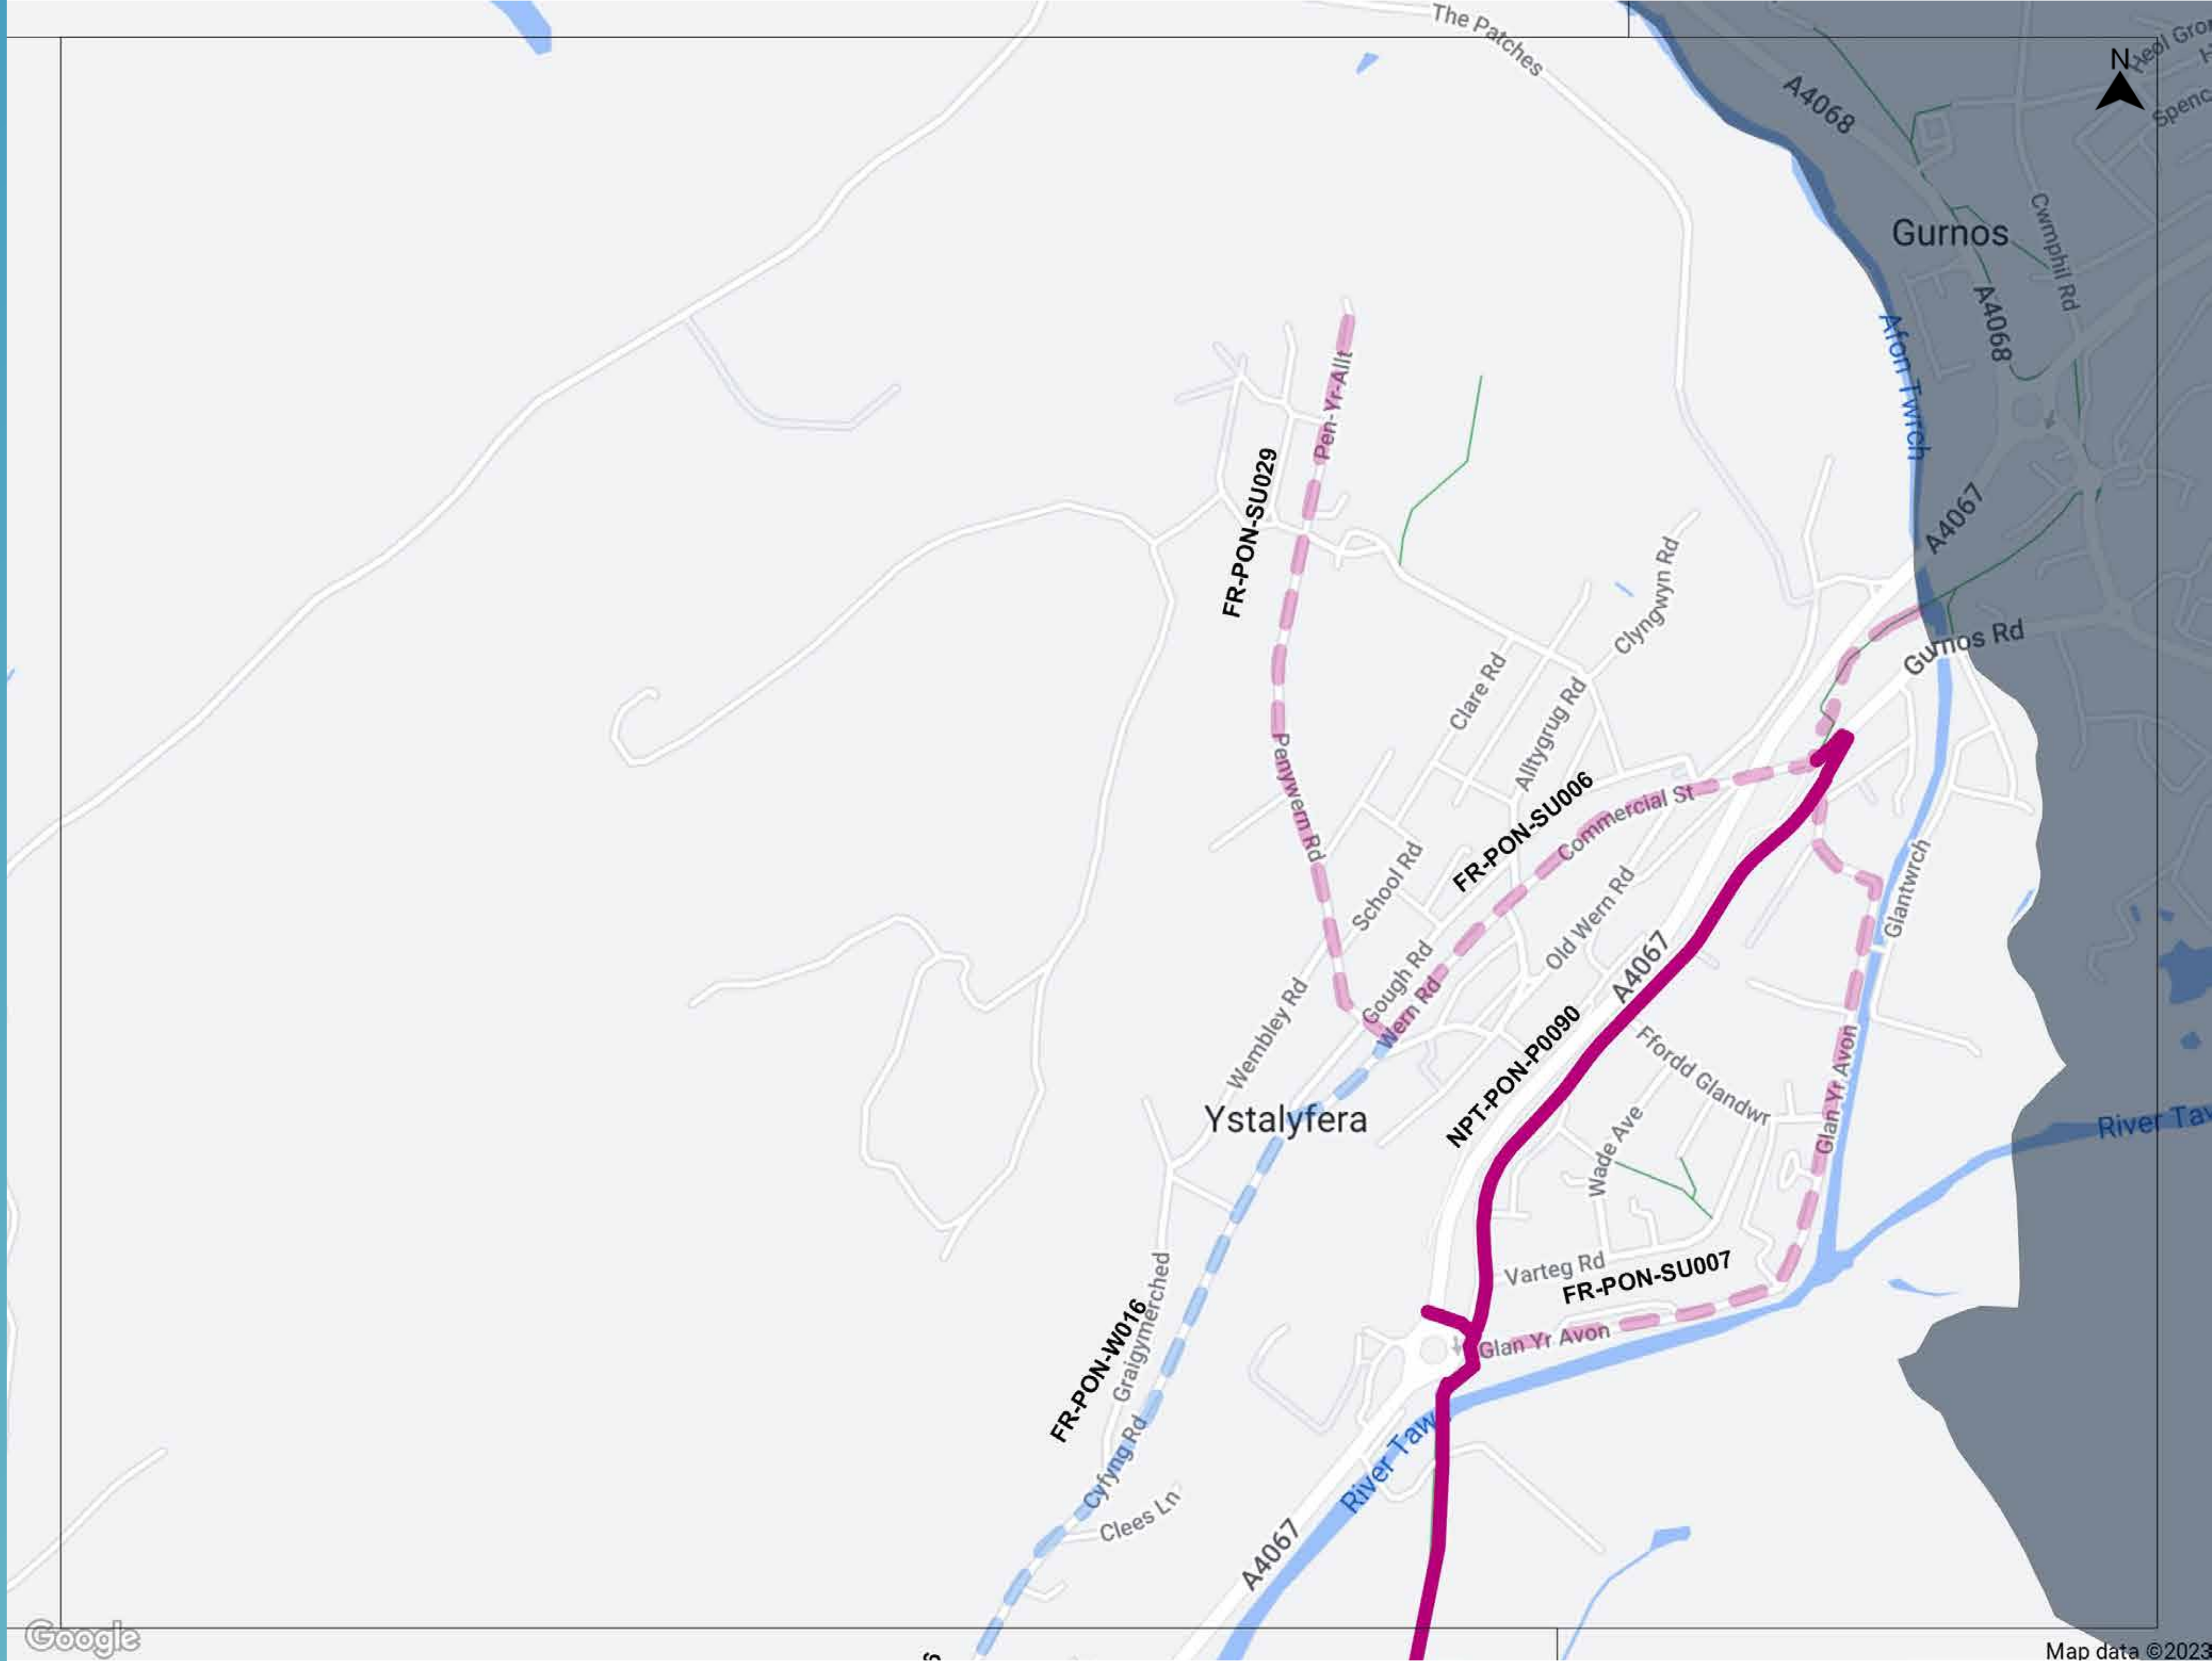 The Patches
Heol
A4068
N
Gurnos
Cwmphil Rd
A4068
Afon Twrch
A4067
Gurnos Rd
Pen-Yr-Allt
FR-PON-SU029
Clyngwyn Rd
Clare Rd
Alltygrug Rd
Penywern Rd
FR-PON-SU006
Commercial St
School Rd
Old Wern Rd
Glantwrch
Gough Rd
Wern Rd
A4067
Wembley Rd
NPT-PON-P0090
Ffordd Glandwr
Glan Yr Avon
Ystalyfera
River
Wade Ave
Varteg Rd
FR-PON-SU007
Graigymerched
FR-PON-W016
Glan Yr Avon
River Taw
Cyfyng Rd
Clees Ln
A4067
Google
Map data ©2023